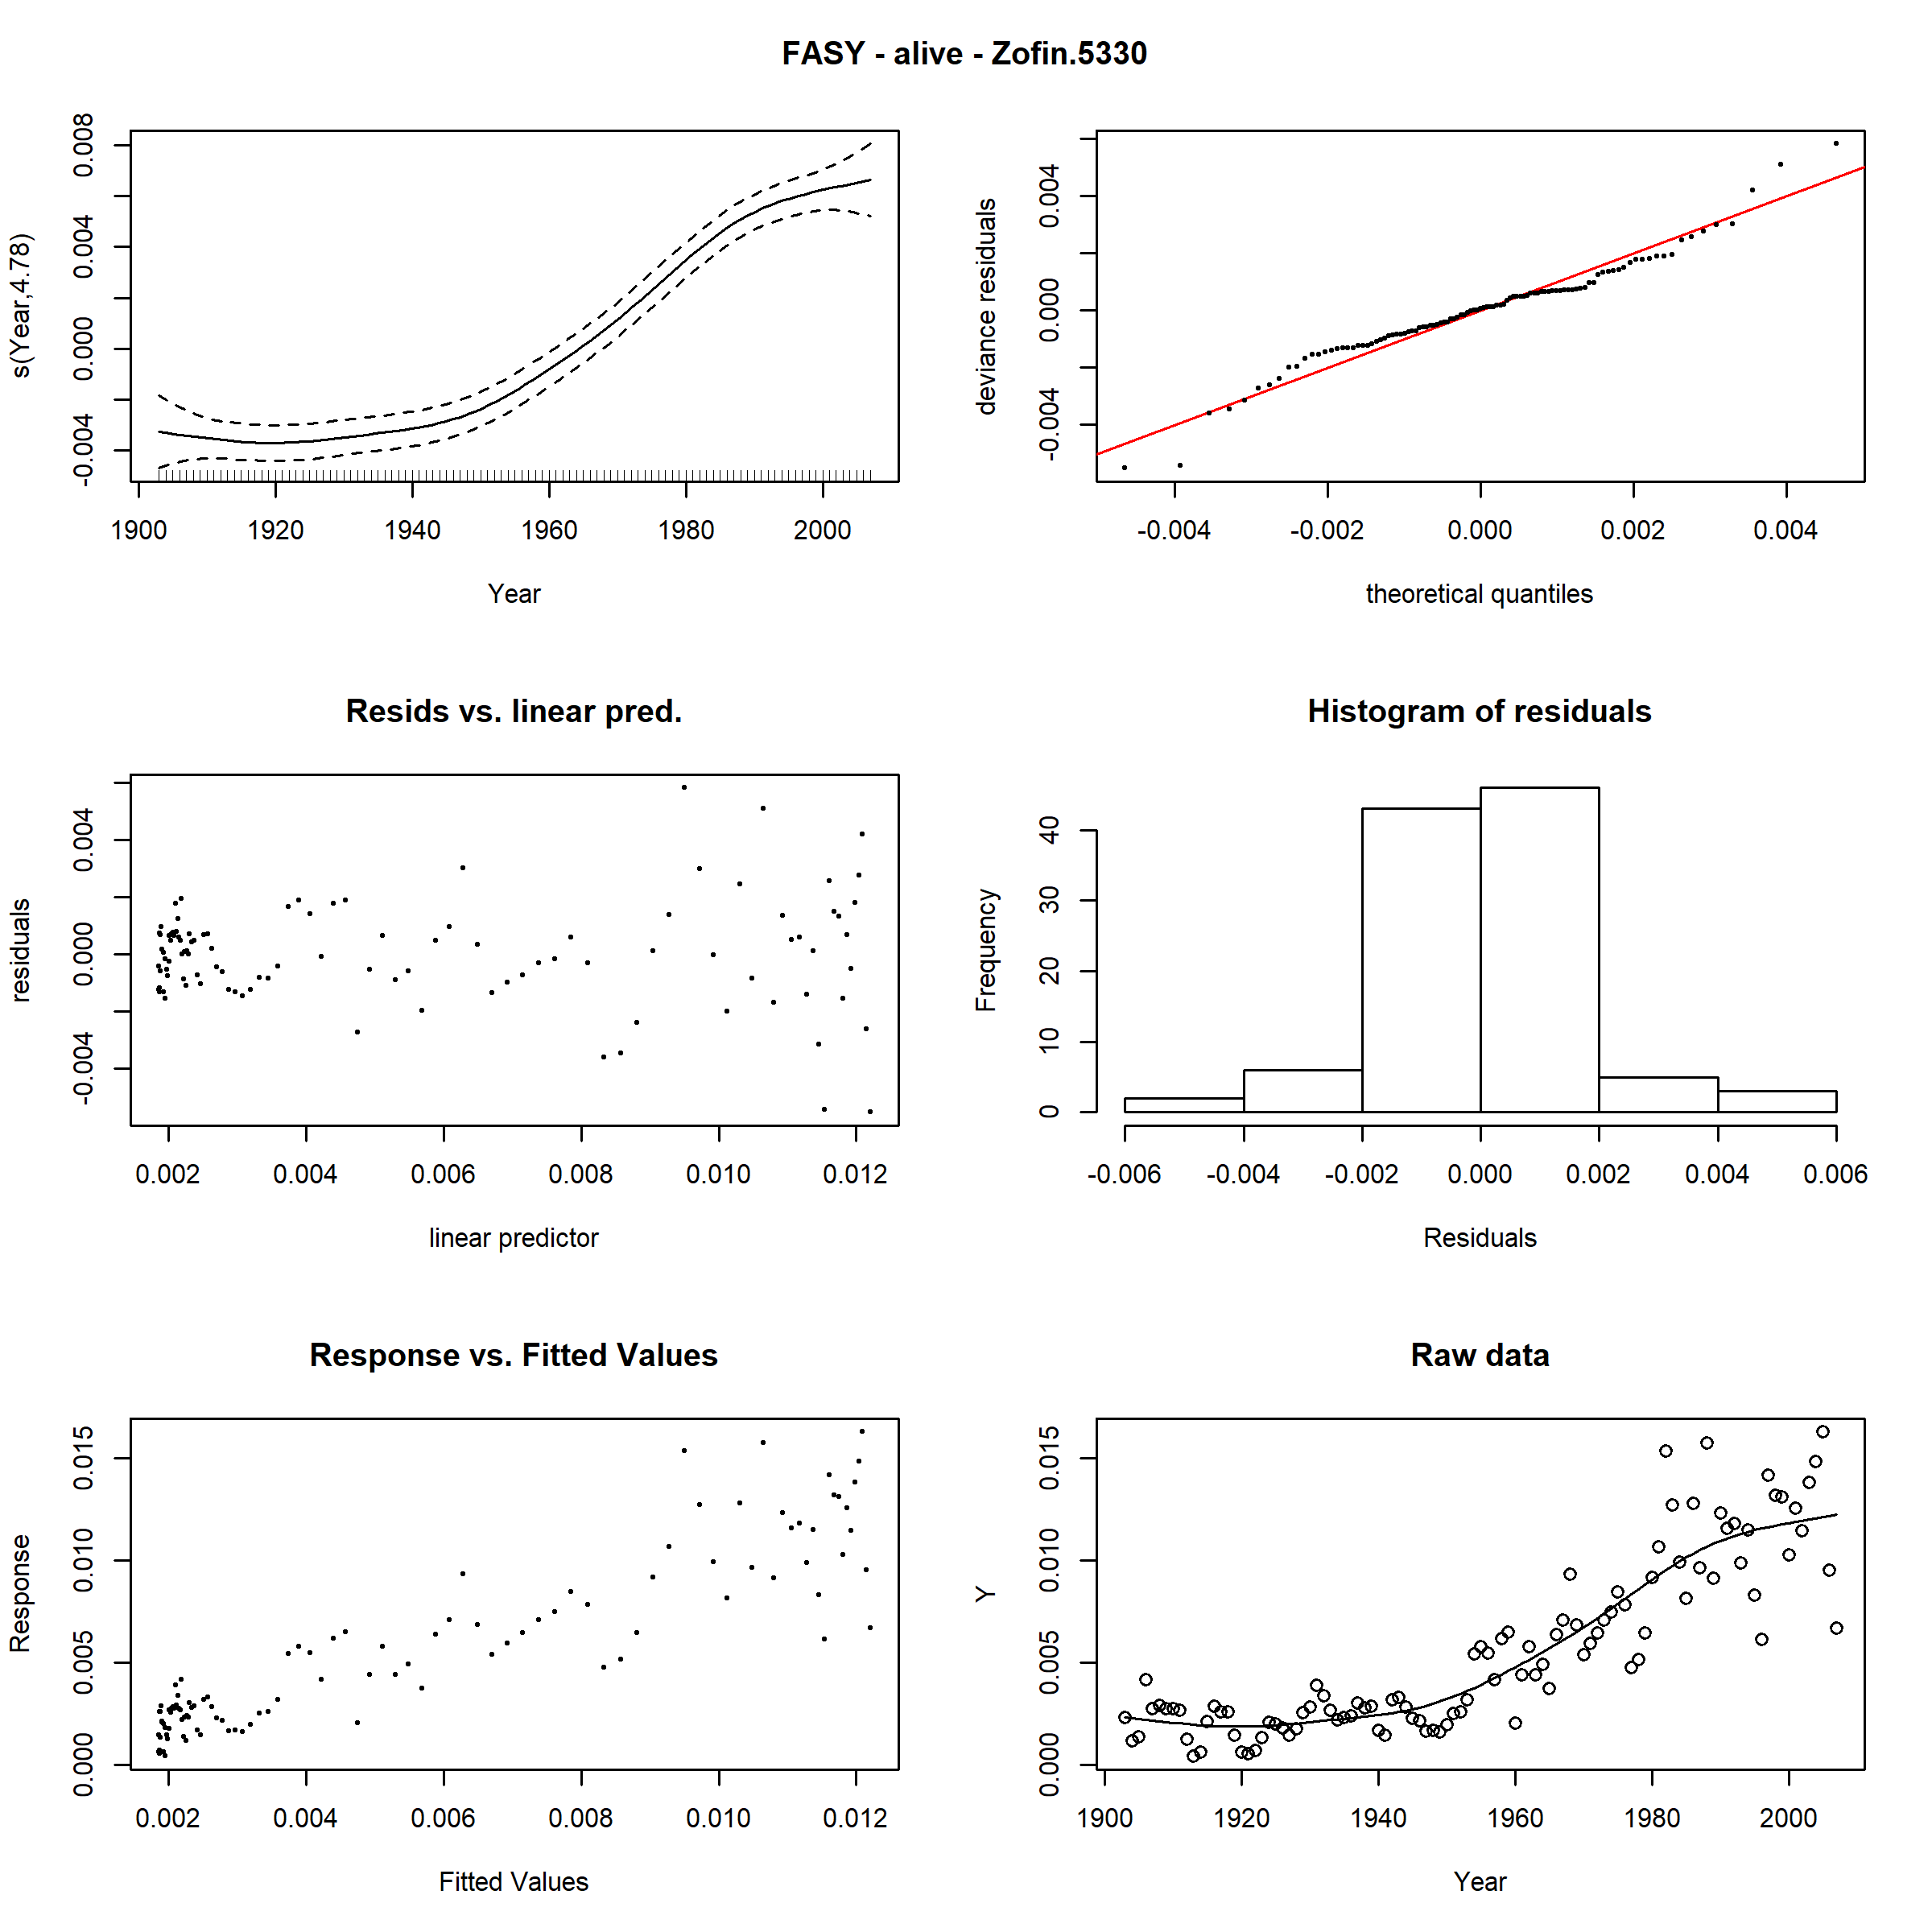 FASY - alive - Zofin.5330
s(Year,4.78)
-0.004 0.000 0.004 0.008
1900 1920 1940 1960 1980 2000
Year
deviance residuals
-0.004 0.000 0.004
-0.004 -0.002 0.000 0.002 0.004
theoretical quantiles
Resids vs. linear pred.
residuals
-0.004 0.000 0.004
0.002 0.004 0.006 0.008 0.010 0.012
linear predictor
Histogram of residuals
Frequency
0 10 20 30 40
-0.006 -0.004 -0.002 0.000 0.002 0.004 0.006
Residuals
Response vs. Fitted Values
Response
0.000 0.005 0.010 0.015
0.002 0.004 0.006 0.008 0.010 0.012
Fitted Values
Raw data
Y
0.000 0.005 0.010 0.015
1900 1920 1940 1960 1980 2000
Year